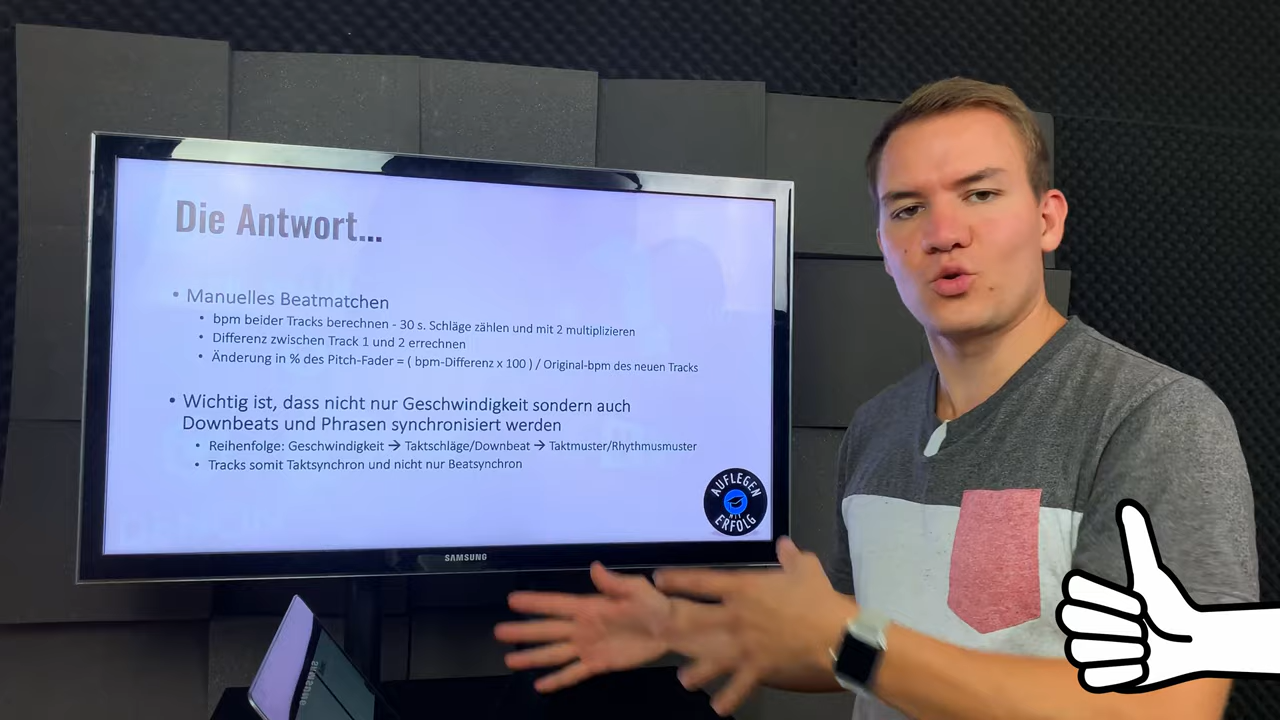 Die Antwort...
• Manuelles Beatmatchen
• bpm beider Tracks berechnen - 30 s. Schläge zählen und mit 2 multiplizieren
• Differenz zwischen Track 1 und 2 errechnen
• Änderung in % des Pitch-Fader = ( bpm-Differenz x 100 ) / Original-bpm des neuen Tracks
• Wichtig ist, dass nicht nur Geschwindigkeit sondern auch
Downbeats und Phrasen synchronisiert werden
• Reihenfolge: Geschwindigkeit → Taktschläge/Downbeat → Taktmuster/Rhythmusmuster
• Tracks somit Taktsynchron und nicht nur Beatsynchron
AUFLEGEN
MIT
ERFOLG
SAMSUNG
SAMSUNG